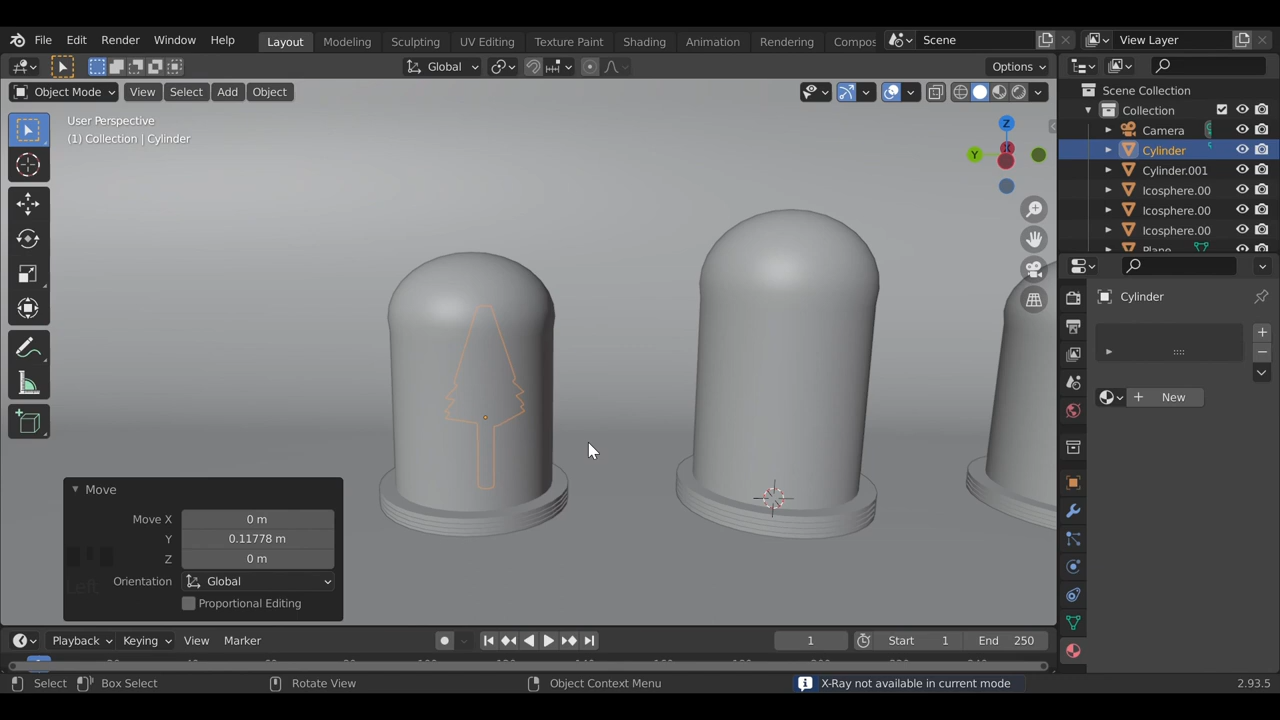 File Edit Render Window Help Layout Modeling Sculpting UV Editing Texture Paint Shading Animation Rendering Compos Scene View Layer
Global Options
Object Mode View Select Add Object
User Perspective
(1) Collection | Cylinder
Z
Y
X
Scene Collection
Collection
Camera
Cylinder
Cylinder.001
Icosphere.00
Icosphere.00
Icosphere.00
Plane
Cylinder
New
Move
Move X 0 m
Y 0.11778 m
Z 0 m
Orientation Global
Proportional Editing
Left
Playback Keying View Marker 1 Start 1 End 250
Select Box Select Rotate View Object Context Menu X-Ray not available in current mode 2.93.5